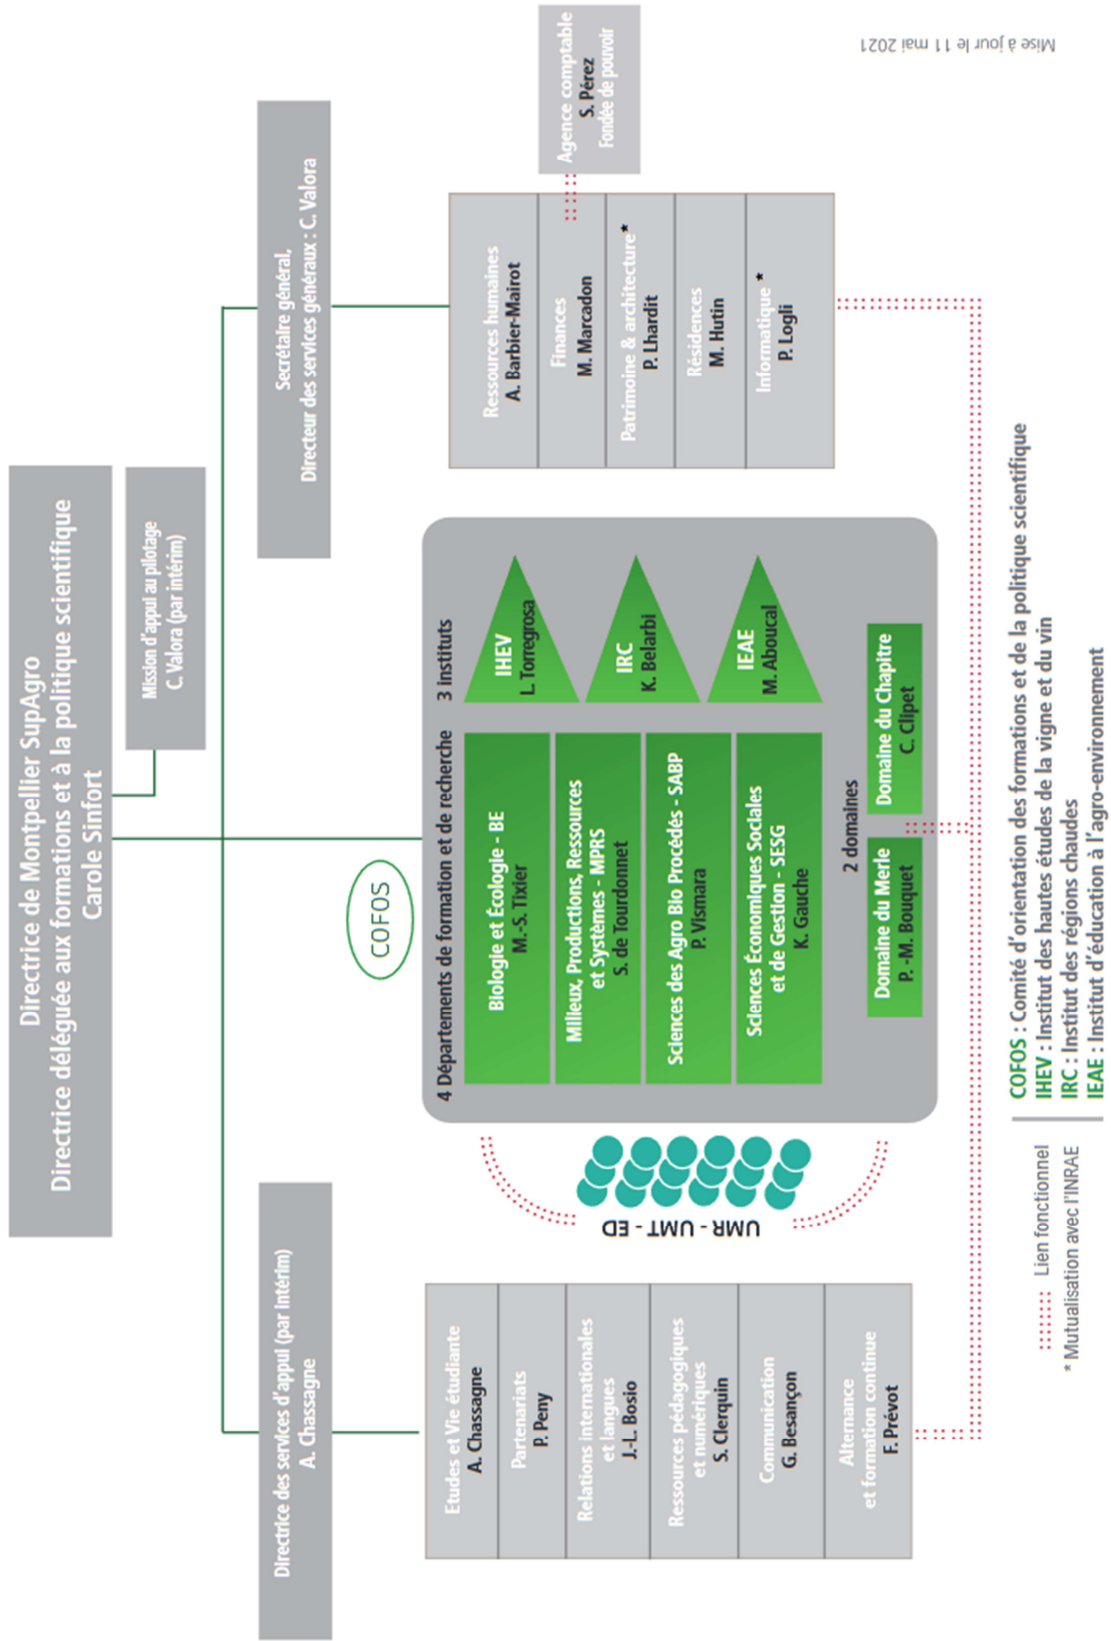 Directrice de Montpellier SupAgro
Directrice déléguée aux formations et à la politique scientifique
Carole Sinfort
Mission d'appui au pilotage
C. Valora (par intérim)
Directrice des services d'appui (par intérim)
A. Chassagne
Secrétaire général,
Directeur des services généraux : C. Valora
COFOS
Etudes et Vie étudiante
A. Chassagne
Partenariats
P. Peny
Relations internationales
et langues
J.-L. Bosio
Ressources pédagogiques
et numériques
S. Clerquin
Communication
G. Besançon
Alternance
et formation continue
F. Prévot
UMR - UMT - ED
4 Départements de formation et de recherche
Biologie et Écologie - BE
M.-S. Tixier
Milieux, Productions, Ressources
et Systèmes - MPRS
S. de Tourdonnet
Sciences des Agro Bio Procédés - SABP
P. Vismara
Sciences Économiques Sociales
et de Gestion - SESG
K. Gauche
3 instituts
IHEV
L. Torregrosa
IRC
K. Belarbi
IEAE
M. Aboucal
2 domaines
Domaine du Merle
P. -M. Bouquet
Domaine du Chapitre
C. Clipet
Ressources humaines
A. Barbier-Mairot
Finances
M. Marcadon
Patrimoine & architecture*
P. Lhardit
Résidences
M. Hutin
Informatique *
P. Logli
Agence comptable
S. Pérez
Fondée de pouvoir
Lien fonctionnel
* Mutualisation avec l'INRAE
COFOS : Comité d'orientation des formations et de la politique scientifique
IHEV : Institut des hautes études de la vigne et du vin
IRC : Institut des régions chaudes
IEAE : Institut d'éducation à l'agro-environnement
Mise à jour le 11 mai 2021